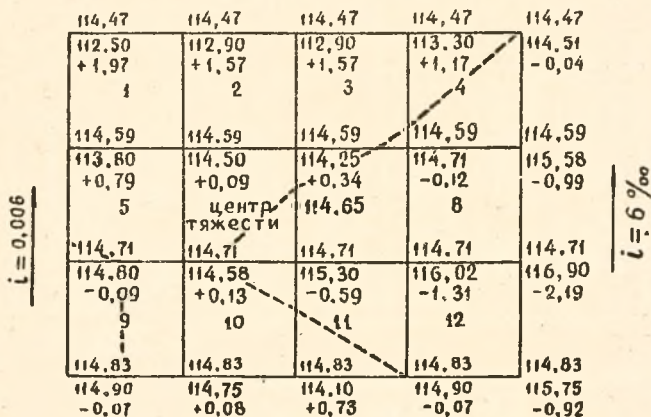 114,47 114,47 114,47 114,47 114,47
112.50 112,90 112,90 113.30 114,51
+1,97 +1,57 +1,57 +1,17 -0,04
1 2 3 4
114,59 114.59 114,59 114,59 114,59
113.80 114.50 114,25 114,71 115,58
+0,79 +0,09 +0,34 -0,12 -0,99
5 центр 114.65 8
тяжести
114,71 114,71 114.71 114.71 114.71
114.80 114,58 115,30 116,02 116,90
-0,09 +0,13 -0.59 -1.31 -2,19
9 10 11 12
114.83 114.83 114.83 114.83 114.83
114.90 114,75 114.10 114,90 115,75
-0,07 +0,08 +0,73 -0,07 -0,92
i = 0,006
i = 6‰